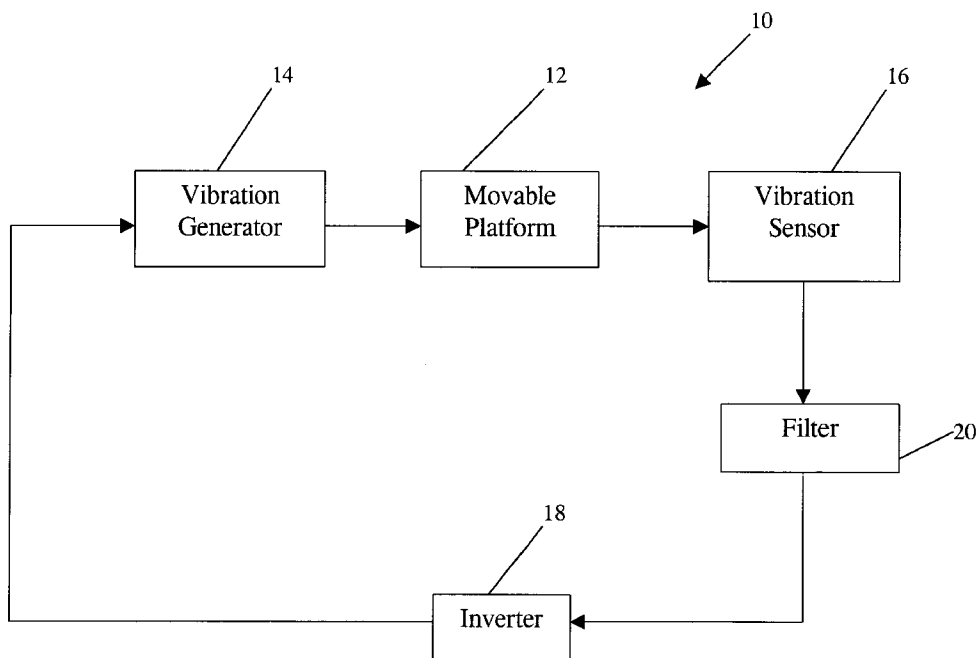 10
14
12
16
Vibration
Generator
Movable
Platform
Vibration
Sensor
Filter
20
18
Inverter